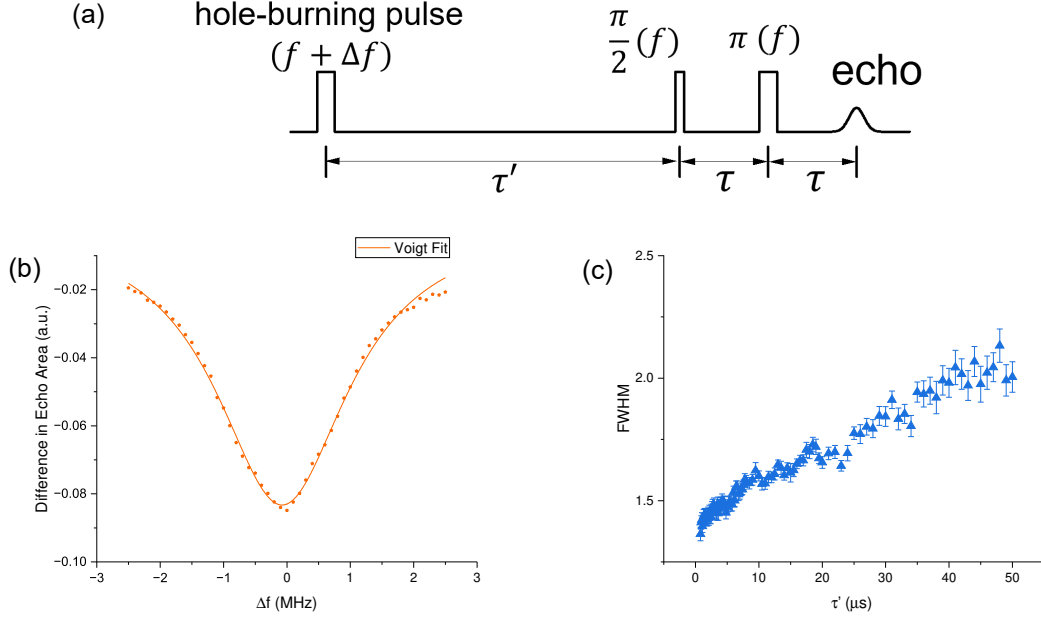 (a)
hole-burning pulse
(f + Δf)
π/2 (f)
π (f)
echo
τ′
τ
τ
(b)
Voigt Fit
−0.02
−0.04
−0.06
−0.08
−0.10
Difference in Echo Area (a.u.)
−3
−2
−1
0
1
2
3
Δf (MHz)
(c)
2.5
2.0
1.5
FWHM
0
10
20
30
40
50
τ' (μs)